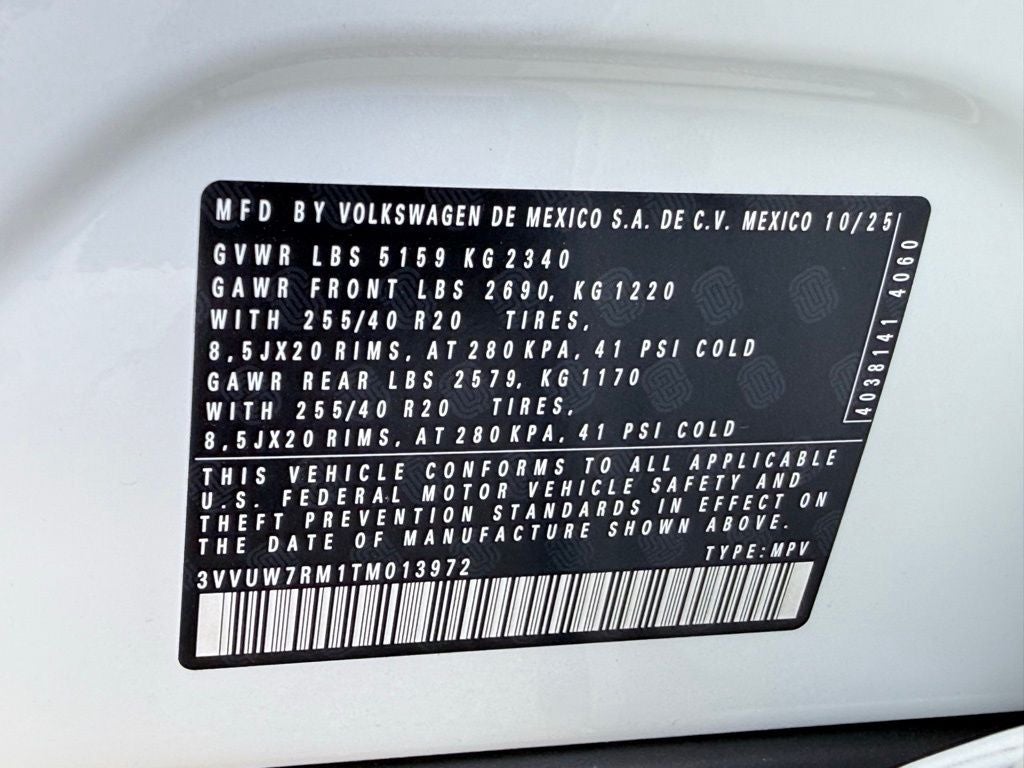 MFD BY VOLKSWAGEN DE MEXICO S.A. DE C.V. MEXICO 10/25
GVWR LBS 5159 KG 2340
GAWR FRONT LBS 2690, KG 1220
WITH 255/40 R20 TIRES,
8,5JX20 RIMS, AT 280 KPA, 41 PSI COLD
GAWR REAR LBS 2579, KG 1170
WITH 255/40 R20 TIRES,
8,5JX20 RIMS, AT 280 KPA, 41 PSI COLD
4038141 4060
THIS VEHICLE CONFORMS TO ALL APPLICABLE
U.S. FEDERAL MOTOR VEHICLE SAFETY AND
THEFT PREVENTION STANDARDS IN EFFECT ON
THE DATE OF MANUFACTURE SHOWN ABOVE.
TYPE: MPV
3VVUW7RM1TM013972